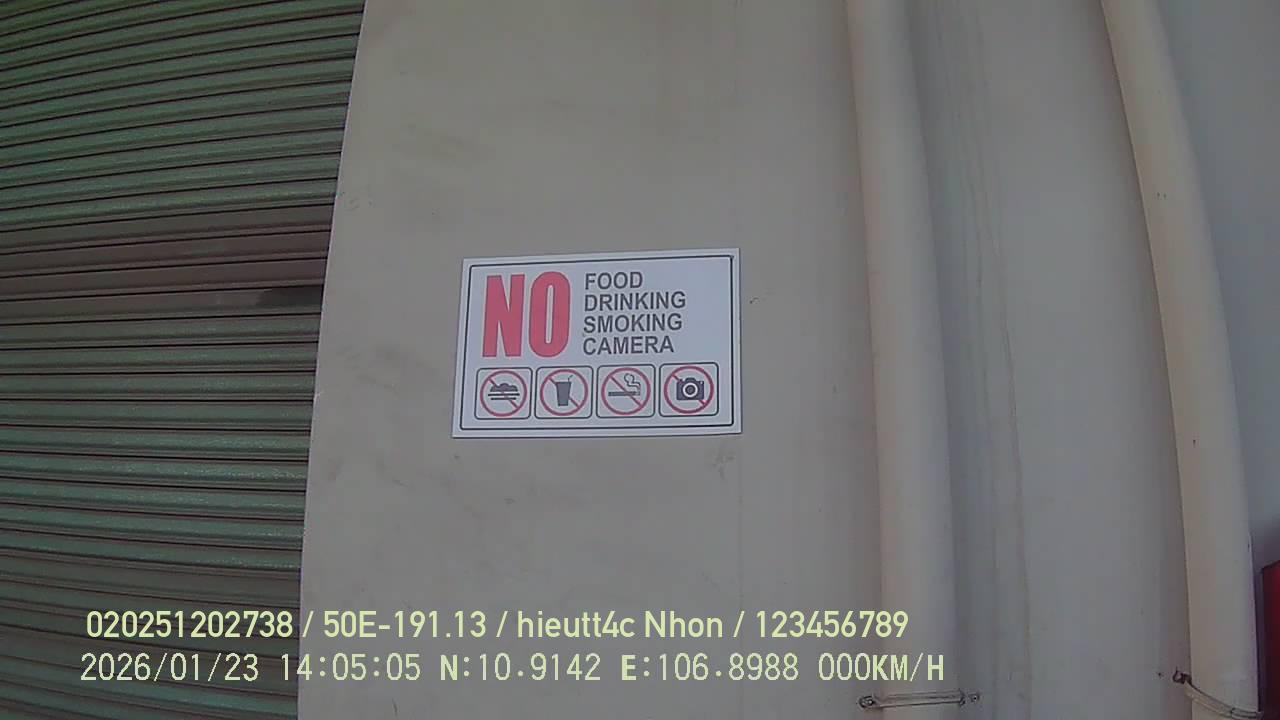 NO
FOOD
DRINKING
SMOKING
CAMERA
020251202738 / 50E-191.13 / hieutt4c Nhon / 123456789
2026/01/23 14:05:05 N:10.9142 E:106.8988 000KM/H